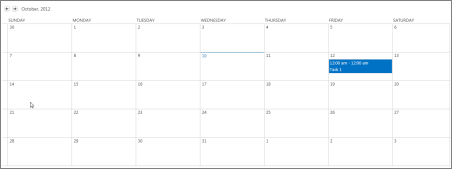 October, 2012
SUNDAY MONDAY TUESDAY WEDNESDAY THURSDAY FRIDAY SATURDAY
30 1 2 3 4 5 6
7 8 9 10 11 12 13
12:00 am - 12:00 am
Task 1
14 15 16 17 18 19 20
21 22 23 24 25 26 27
28 29 30 31 1 2 3